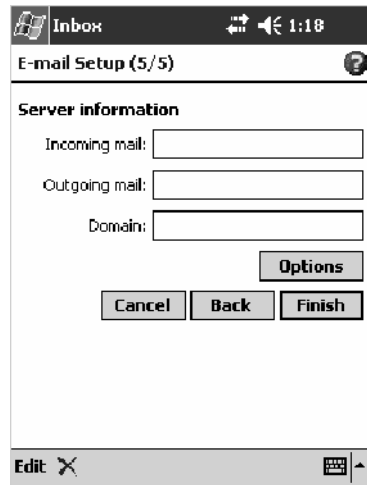 Inbox 1:18
E-mail Setup (5/5) ?
Server information
Incoming mail:
Outgoing mail:
Domain:
Options
Cancel Back Finish
Edit